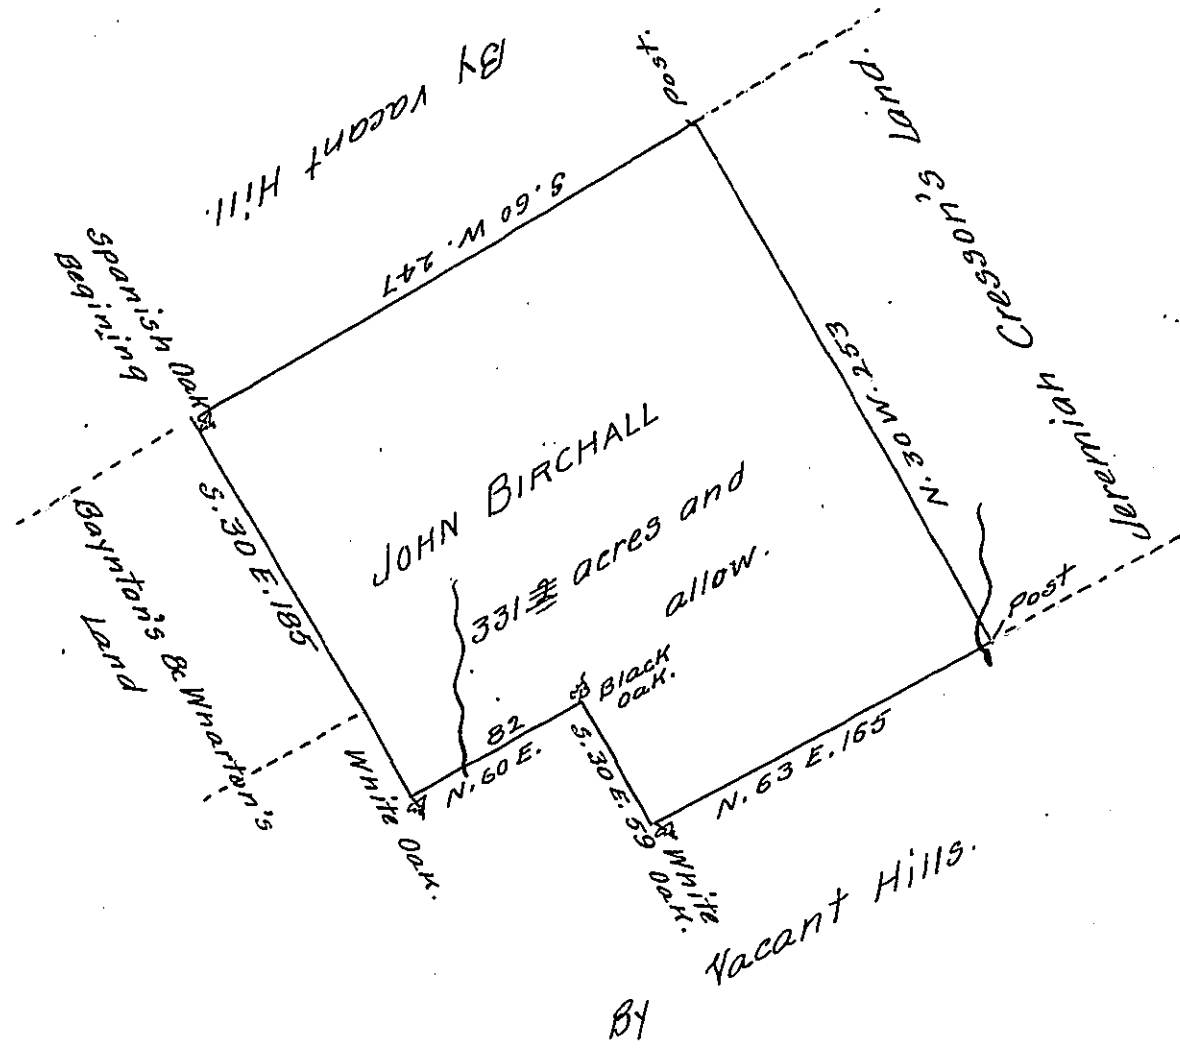 By vacant Hill.
Post.
S. 60 W. 247
Jeremiah Cresson's Land.
Spanish Oak
Begining
N. 30 W. 253
S. 30 E. 185
Baynton's & Wharton's
Land
JOHN BIRCHALL
331 acres and
allow.
Post
Black
Oak.
82
N. 60 E.
White Oak.
S. 30 E. 59
White
Oak.
N. 63 E. 165
By Vacant Hills.